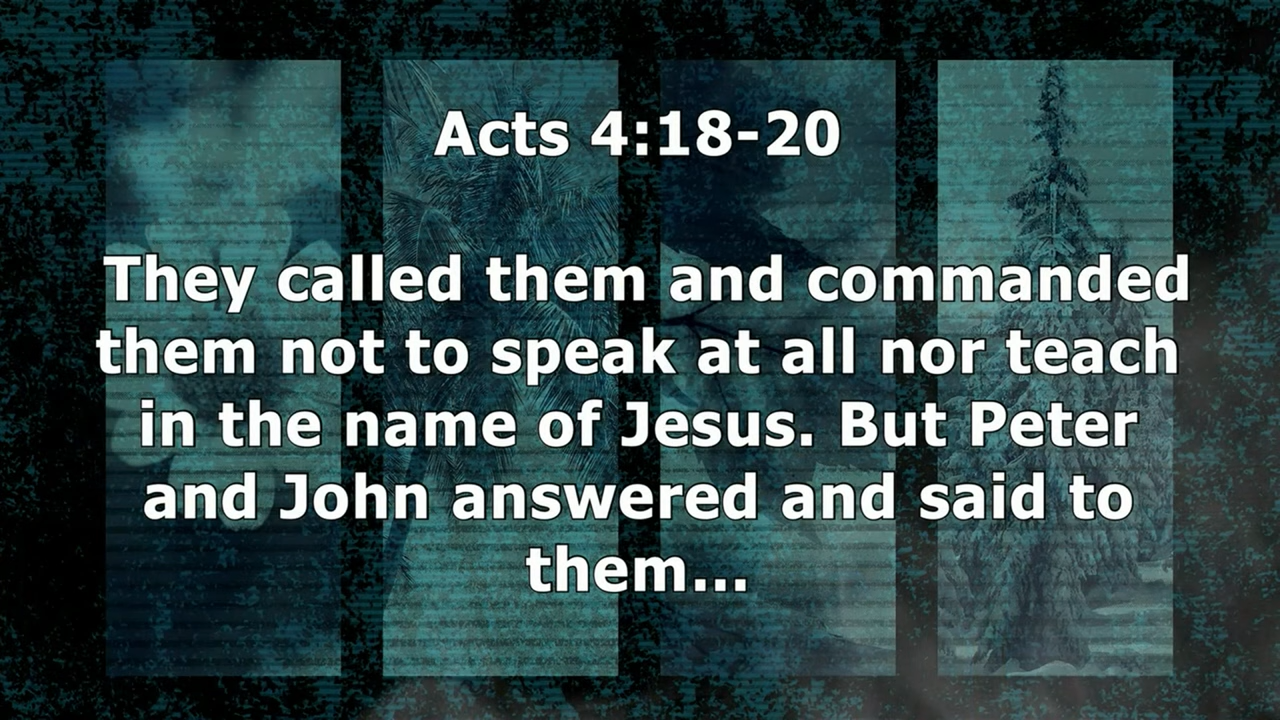 Acts 4:18-20
They called them and commanded
them not to speak at all nor teach
in the name of Jesus. But Peter
and John answered and said to
them...